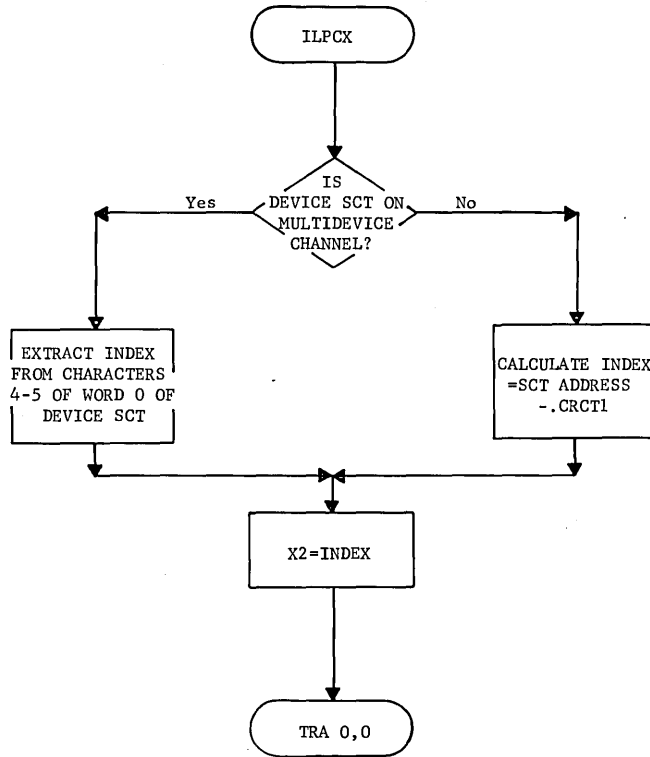 ILPCX
IS
DEVICE SCT ON
MULTIDEVICE
CHANNEL?
Yes
No
EXTRACT INDEX
FROM CHARACTERS
4-5 OF WORD 0 OF
DEVICE SCT
CALCULATE INDEX
=SCT ADDRESS
-.CRCT1
X2=INDEX
TRA 0,0